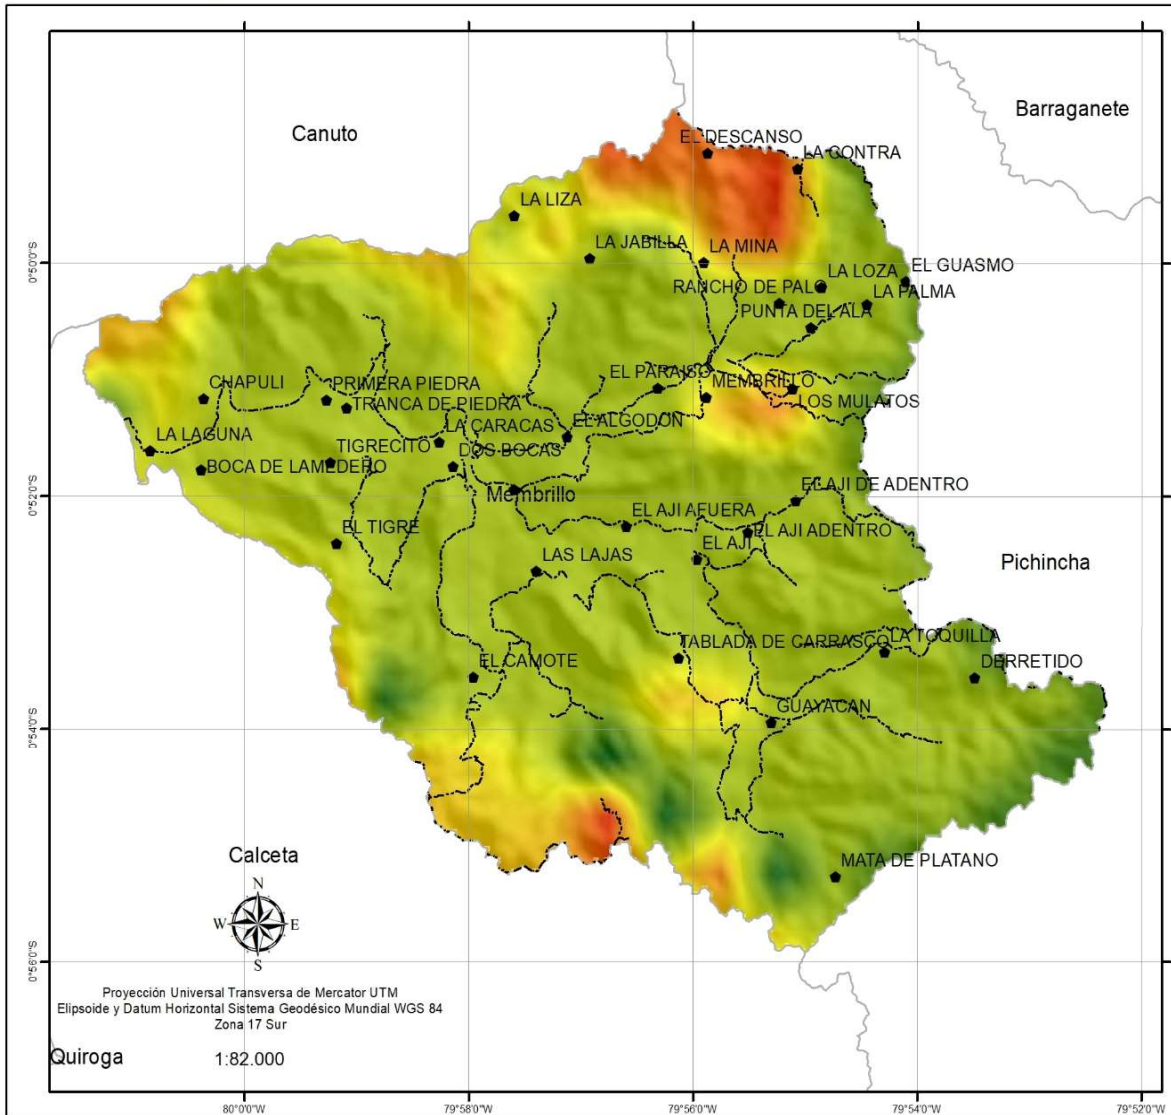 Canuto
Barraganete
EL DESCANSO
LA CONTRA
LA LIZA
LA JABILLA
LA MINA
LA LOZA
EL GUASMO
RANCHO DE PALO
LA PALMA
PUNTA DEL ALA
EL PARAISO
MEMBRILLO
LOS MULATOS
CHAPULI
PRIMERA PIEDRA
TRANCA DE PIEDRA
LA CARACAS
EL ALGODON
LA LAGUNA
TIGRECITO
DOS BOCAS
BOCA DE LAMEDERO
Membrillo
EL AJI DE ADENTRO
EL AJI AFUERA
EL AJI ADENTRO
EL TIGRE
EL AJI
LAS LAJAS
Pichincha
TABLADA DE CARRASCO
LA TOQUILLA
EL CAMOTE
DERRETIDO
GUAYACAN
MATA DE PLATANO
Calceta
N
W E
S
Proyección Universal Transversa de Mercator UTM
Elipsoide y Datum Horizontal Sistema Geodésico Mundial WGS 84
Zona 17 Sur
Quiroga
1:82.000
0°50'0"S
0°52'0"S
0°54'0"S
0°56'0"S
80°0'0"W
79°58'0"W
79°56'0"W
79°54'0"W
79°52'0"W